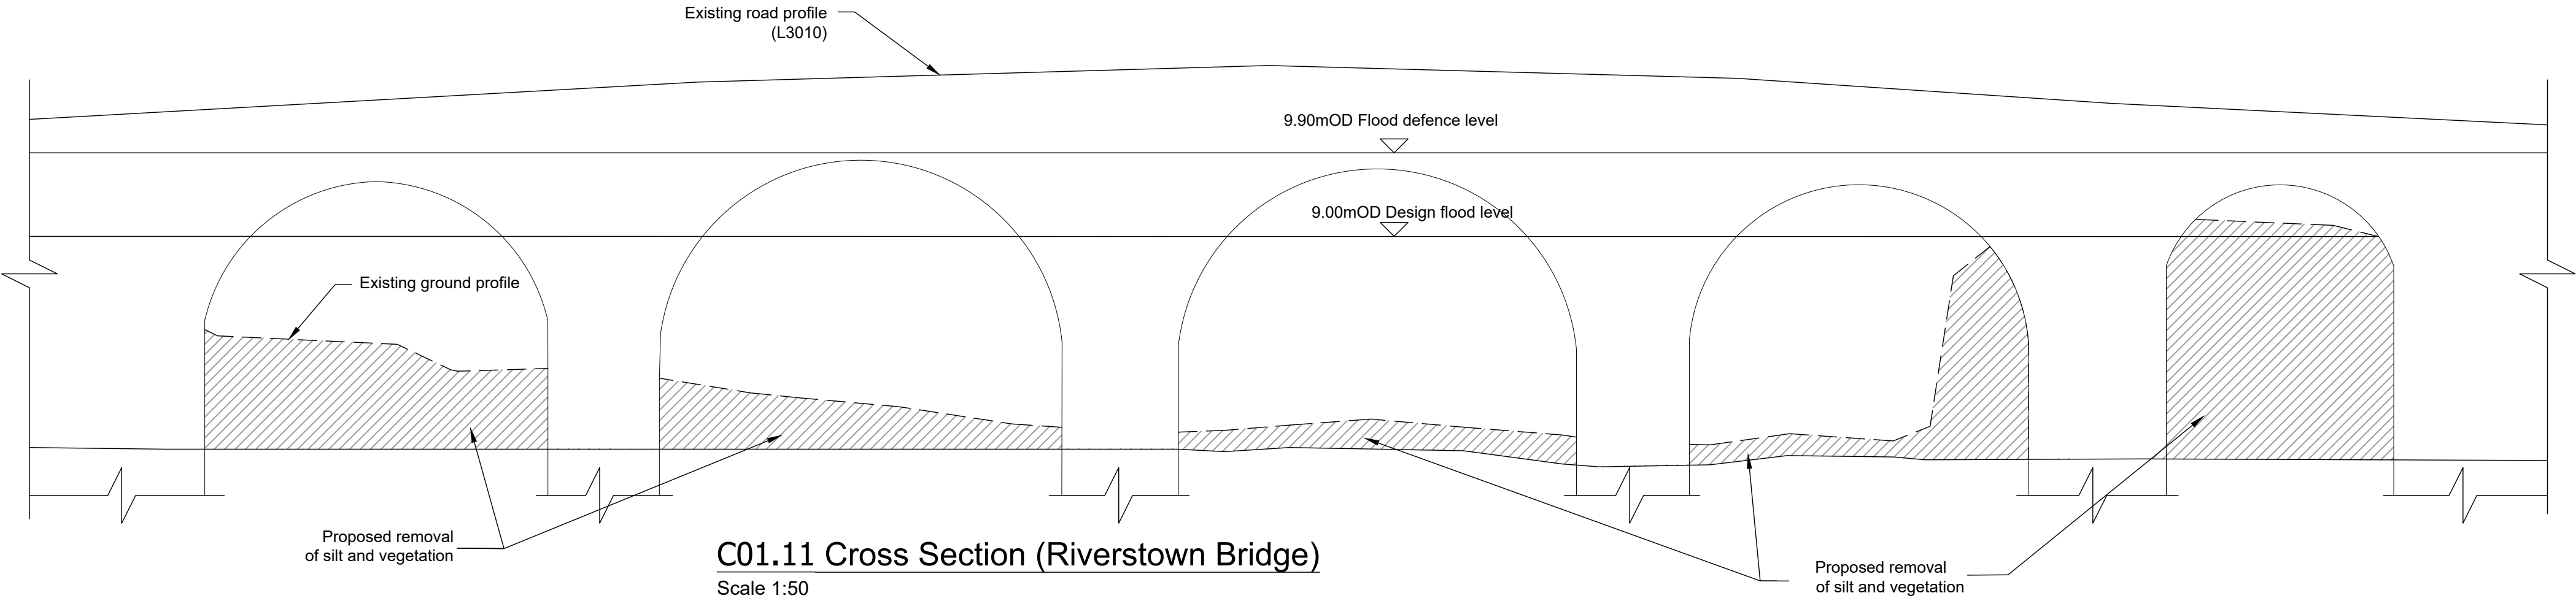 Existing road profile
(L3010)
9.90mOD Flood defence level
9.00mOD Design flood level
Existing ground profile
Proposed removal
of silt and vegetation
C01.11 Cross Section (Riverstown Bridge)
Scale 1:50
Proposed removal
of silt and vegetation